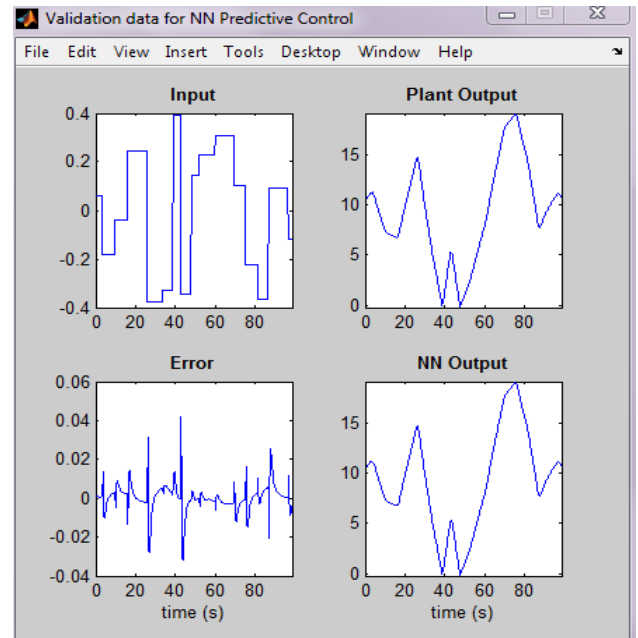 Validation data for NN Predictive Control
File Edit View Insert Tools Desktop Window Help
Input
0.4
0.2
0
-0.2
-0.4
0 20 40 60 80
Plant Output
15
10
5
0
0 20 40 60 80
Error
0.06
0.04
0.02
0
-0.02
-0.04
0 20 40 60 80
time (s)
NN Output
15
10
5
0
0 20 40 60 80
time (s)